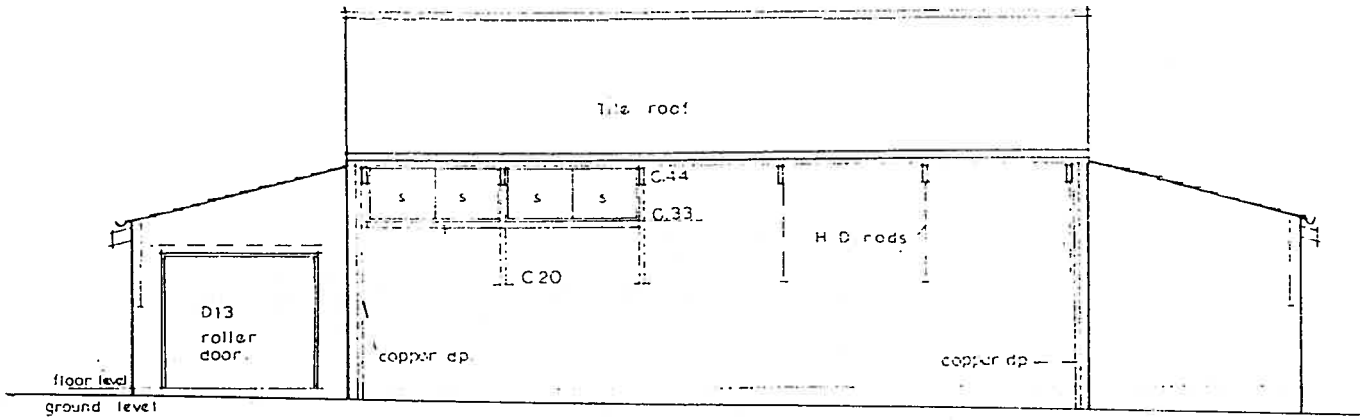 Tile roof
C.44
s s s s
C.33
H D rods
C 20
D13
roller
door.
copper dp.
copper dp
floor level
ground level